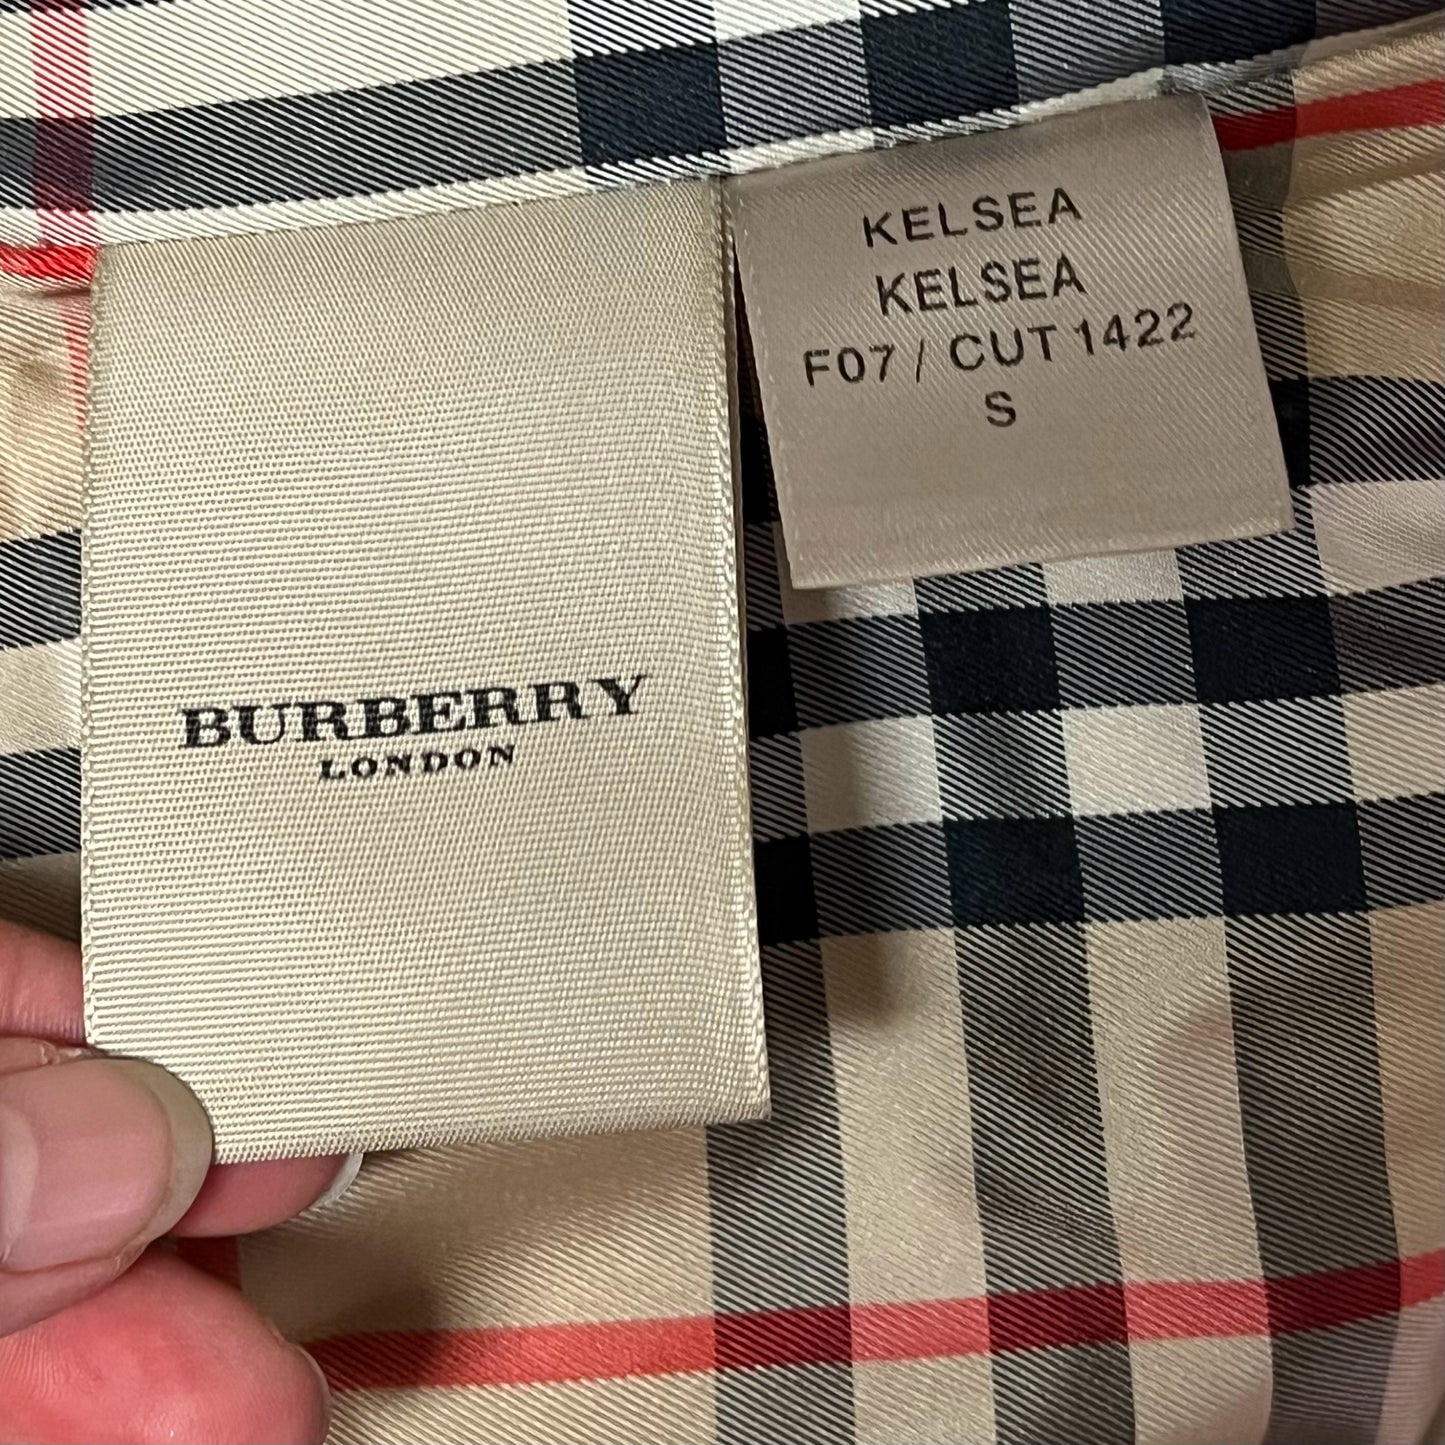 BURBERRY
LONDON
KELSEA
KELSEA
F07 / CUT 1422
S